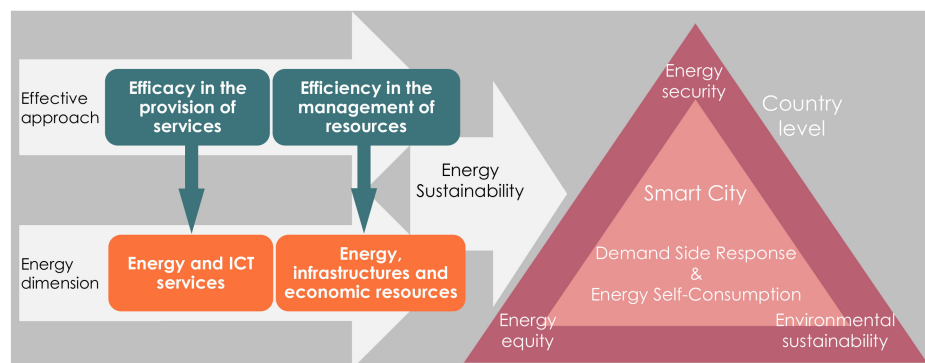 Effective
approach
Efficacy in the
provision of
services
Efficiency in the
management of
resources
Energy
dimension
Energy and ICT
services
Energy,
infrastructures and
economic resources
Energy
Sustainability
Energy
security
Country
level
Smart City
Demand Side Response
&
Energy Self-Consumption
Energy
equity
Environmental
sustainability